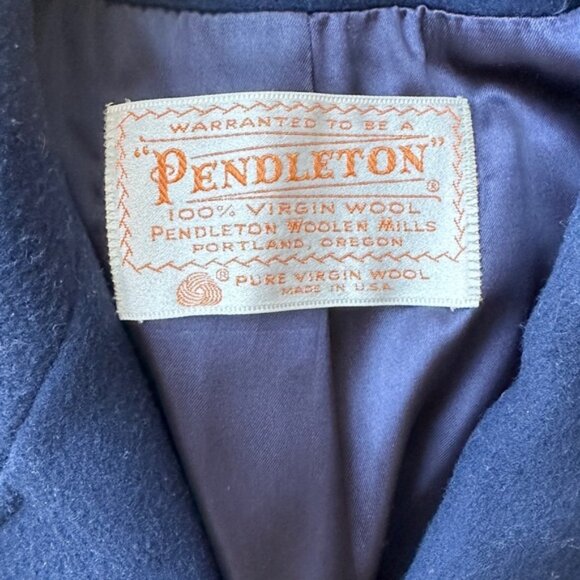 WARRANTED TO BE A
"PENDLETON"®
100% VIRGIN WOOL
PENDLETON WOOLEN MILLS
PORTLAND, OREGON
® PURE VIRGIN WOOL
MADE IN U.S.A.